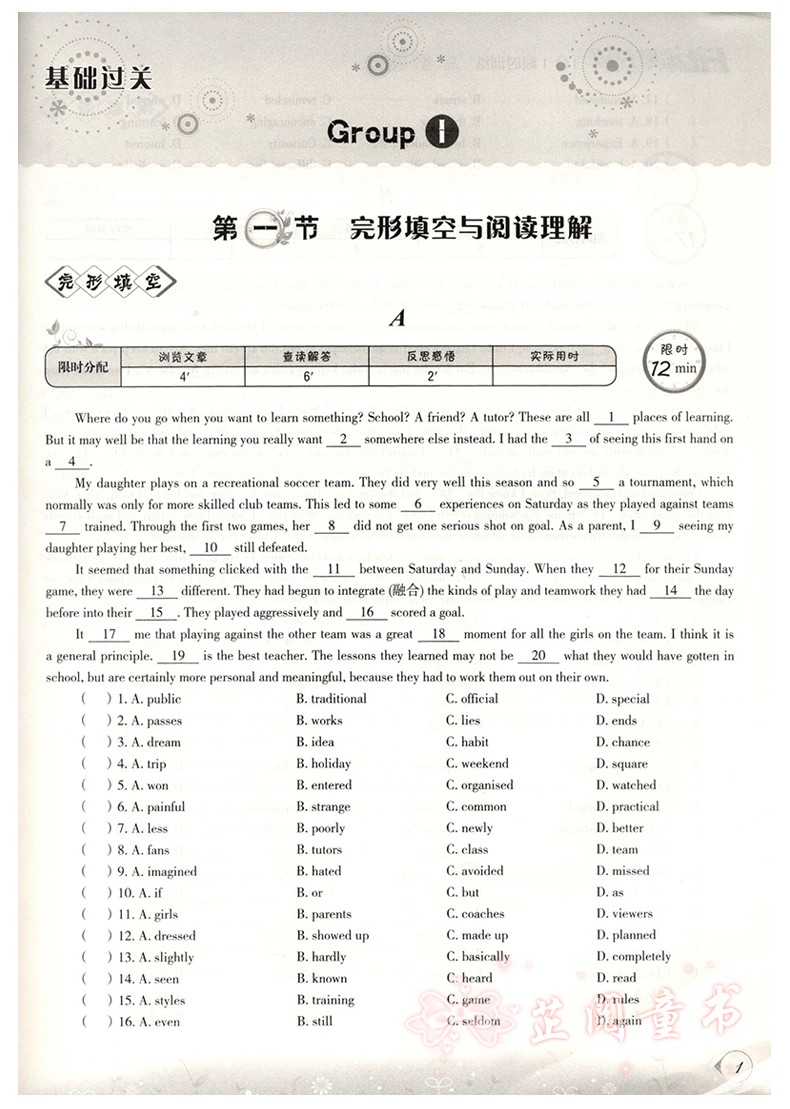 基础过关
Group 1
第一节 完形填空与阅读理解
完形填空
A
限时分配 浏览文章 查读解答 反思感悟 实际用时
4′ 6′ 2′
限时
12 min
Where do you go when you want to learn something? School? A friend? A tutor? These are all 1 places of learning.
But it may well be that the learning you really want 2 somewhere else instead. I had the 3 of seeing this first hand on
a 4 .
My daughter plays on a recreational soccer team. They did very well this season and so 5 a tournament, which
normally was only for more skilled club teams. This led to some 6 experiences on Saturday as they played against teams
7 trained. Through the first two games, her 8 did not get one serious shot on goal. As a parent, I 9 seeing my
daughter playing her best, 10 still defeated.
It seemed that something clicked with the 11 between Saturday and Sunday. When they 12 for their Sunday
game, they were 13 different. They had begun to integrate (融合) the kinds of play and teamwork they had 14 the day
before into their 15 . They played aggressively and 16 scored a goal.
It 17 me that playing against the other team was a great 18 moment for all the girls on the team. I think it is
a general principle. 19 is the best teacher. The lessons they learned may not be 20 what they would have gotten in
school, but are certainly more personal and meaningful, because they had to work them out on their own.
( ) 1. A. public B. traditional C. official D. special
( ) 2. A. passes B. works C. lies D. ends
( ) 3. A. dream B. idea C. habit D. chance
( ) 4. A. trip B. holiday C. weekend D. square
( ) 5. A. won B. entered C. organised D. watched
( ) 6. A. painful B. strange C. common D. practical
( ) 7. A. less B. poorly C. newly D. better
( ) 8. A. fans B. tutors C. class D. team
( ) 9. A. imagined B. hated C. avoided D. missed
( ) 10. A. if B. or C. but D. as
( ) 11. A. girls B. parents C. coaches D. viewers
( ) 12. A. dressed B. showed up C. made up D. planned
( ) 13. A. slightly B. hardly C. basically D. completely
( ) 14. A. seen B. known C. heard D. read
( ) 15. A. styles B. training C. game D. rules
( ) 16. A. even B. still C. seldom D. again
芷阅童书
1